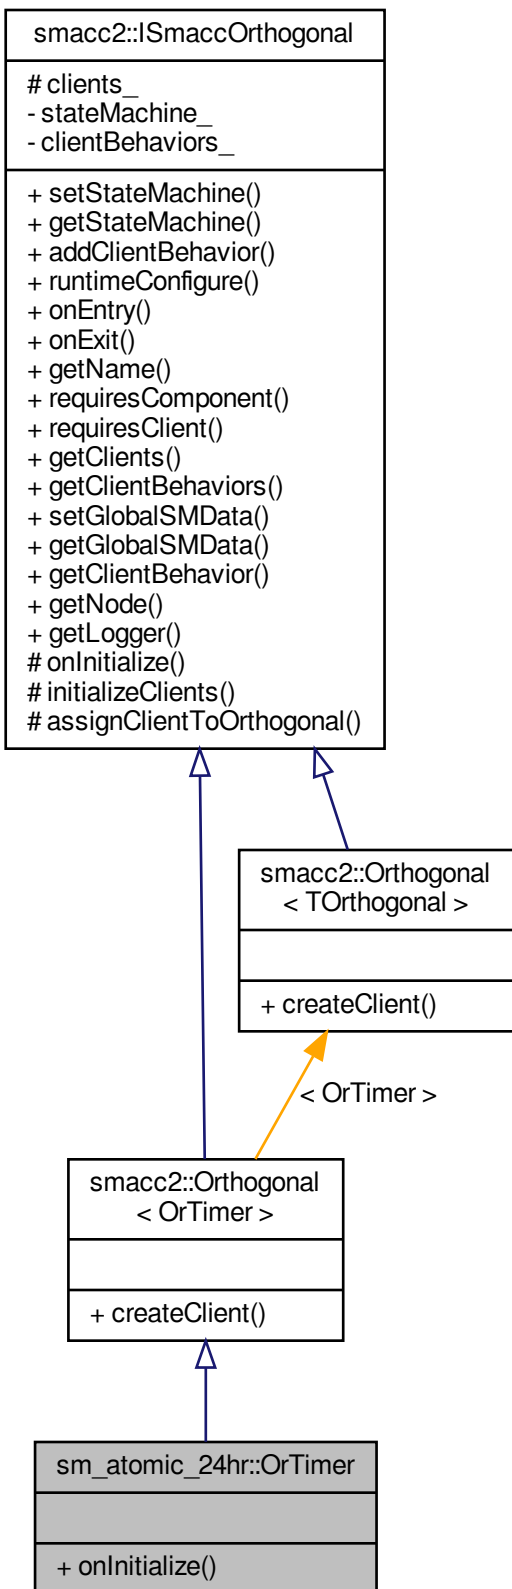 smacc2::ISmaccOrthogonal
# clients_
- stateMachine_
- clientBehaviors_
+ setStateMachine()
+ getStateMachine()
+ addClientBehavior()
+ runtimeConfigure()
+ onEntry()
+ onExit()
+ getName()
+ requiresComponent()
+ requiresClient()
+ getClients()
+ getClientBehaviors()
+ setGlobalSMData()
+ getGlobalSMData()
+ getClientBehavior()
+ getNode()
+ getLogger()
# onInitialize()
# initializeClients()
# assignClientToOrthogonal()
smacc2::Orthogonal
< TOrthogonal >
+ createClient()
< OrTimer >
smacc2::Orthogonal
< OrTimer >
+ createClient()
sm_atomic_24hr::OrTimer
+ onInitialize()